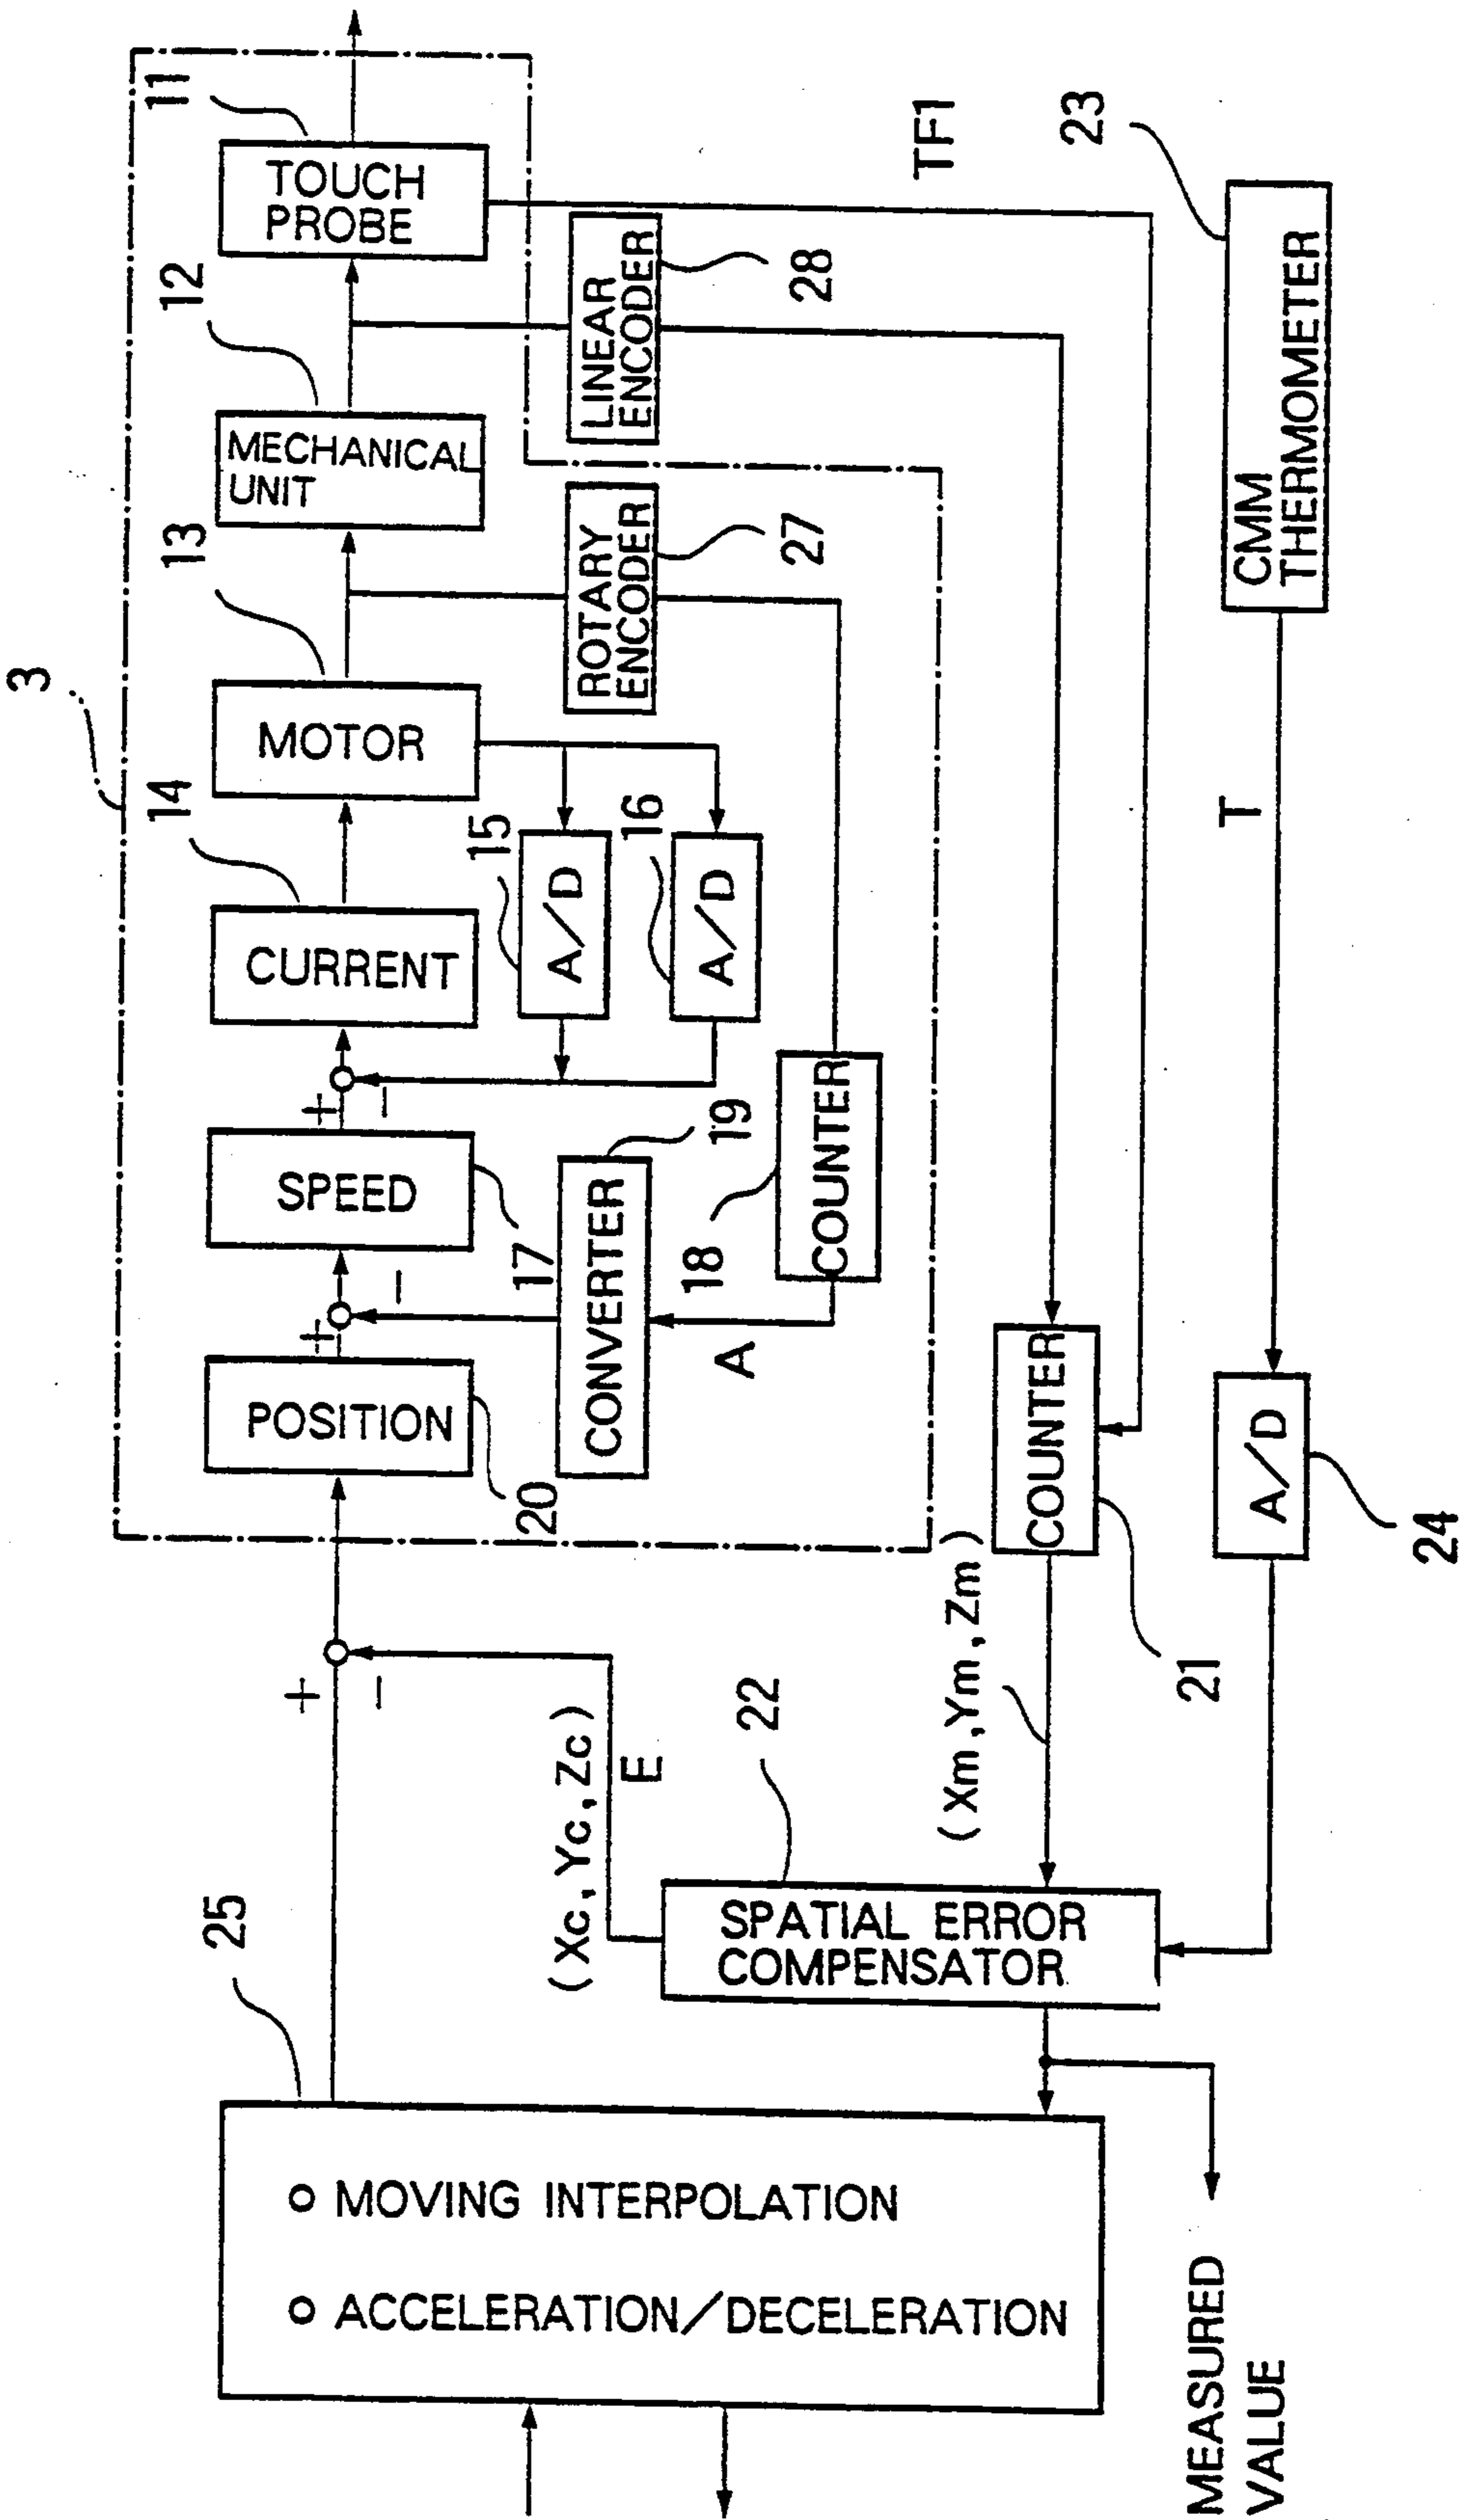 3
14
13
12
11
25
+
−
+
−
+
−
POSITION
SPEED
CURRENT
MOTOR
MECHANICAL
UNIT
TOUCH
PROBE
20
17
15
A/D
16
A/D
ROTARY
ENCODER
27
LINEAR
ENCODER
28
CONVERTER
19
A
18
COUNTER
TF1
(Xc,Yc,Zc)
E
22
(Xm,Ym,Zm)
COUNTER
21
23
○ MOVING INTERPOLATION
○ ACCELERATION/DECELERATION
SPATIAL ERROR
COMPENSATOR
A/D
24
T
CMM
THERMOMETER
MEASURED
VALUE